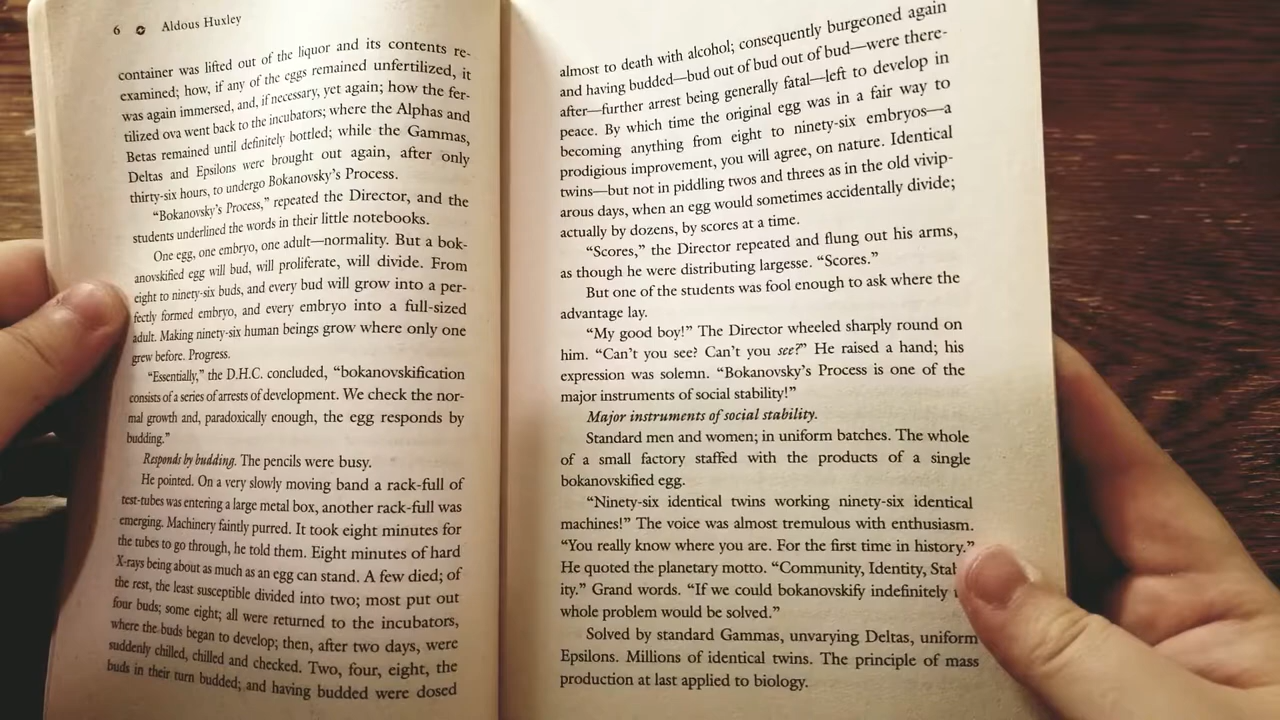 6 Aldous Huxley
container was lifted out of the liquor and its contents re-
examined; how, if any of the eggs remained unfertilized, it
was again immersed, and, if necessary, yet again; how the fer-
tilized ova went back to the incubators; where the Alphas and
Betas remained until definitely bottled; while the Gammas,
Deltas and Epsilons were brought out again, after only
thirty-six hours, to undergo Bokanovsky's Process.
"Bokanovsky's Process," repeated the Director, and the
students underlined the words in their little notebooks.
One egg, one embryo, one adult—normality. But a bok-
anovskified egg will bud, will proliferate, will divide. From
eight to ninety-six buds, and every bud will grow into a per-
fectly formed embryo, and every embryo into a full-sized
adult. Making ninety-six human beings grow where only one
grew before. Progress.
"Essentially," the D.H.C. concluded, "bokanovskification
consists of a series of arrests of development. We check the nor-
mal growth and, paradoxically enough, the egg responds by
budding."
Responds by budding. The pencils were busy.
He pointed. On a very slowly moving band a rack-full of
test-tubes was entering a large metal box, another rack-full was
emerging. Machinery faintly purred. It took eight minutes for
the tubes to go through, he told them. Eight minutes of hard
X-rays being about as much as an egg can stand. A few died; of
the rest, the least susceptible divided into two; most put out
four buds; some eight; all were returned to the incubators,
where the buds began to develop; then, after two days, were
suddenly chilled, chilled and checked. Two, four, eight, the
buds in their turn budded; and having budded were dosed
almost to death with alcohol; consequently burgeoned again
and having budded—bud out of bud out of bud—were there-
after—further arrest being generally fatal—left to develop in
peace. By which time the original egg was in a fair way to
becoming anything from eight to ninety-six embryos—a
prodigious improvement, you will agree, on nature. Identical
twins—but not in piddling twos and threes as in the old vivip-
arous days, when an egg would sometimes accidentally divide;
actually by dozens, by scores at a time.
"Scores," the Director repeated and flung out his arms,
as though he were distributing largesse. "Scores."
But one of the students was fool enough to ask where the
advantage lay.
"My good boy!" The Director wheeled sharply round on
him. "Can't you see? Can't you see?" He raised a hand; his
expression was solemn. "Bokanovsky's Process is one of the
major instruments of social stability!"
Major instruments of social stability.
Standard men and women; in uniform batches. The whole
of a small factory staffed with the products of a single
bokanovskified egg.
"Ninety-six identical twins working ninety-six identical
machines!" The voice was almost tremulous with enthusiasm.
"You really know where you are. For the first time in history."
He quoted the planetary motto. "Community, Identity, Stab
ity." Grand words. "If we could bokanovskify indefinitely
whole problem would be solved."
Solved by standard Gammas, unvarying Deltas, uniform
Epsilons. Millions of identical twins. The principle of mass
production at last applied to biology.